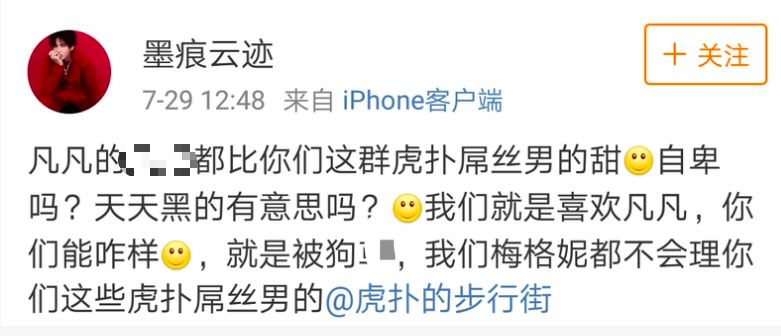 墨痕云迹
+ 关注
7-29 12:48 来自 iPhone客户端
凡凡的都比你们这群虎扑屌丝男的甜🙂自卑
吗？天天黑的有意思吗？🙂我们就是喜欢凡凡，你
们能咋样🙂，就是被狗，我们梅格妮都不会理你
们这些虎扑屌丝男的@虎扑的步行街